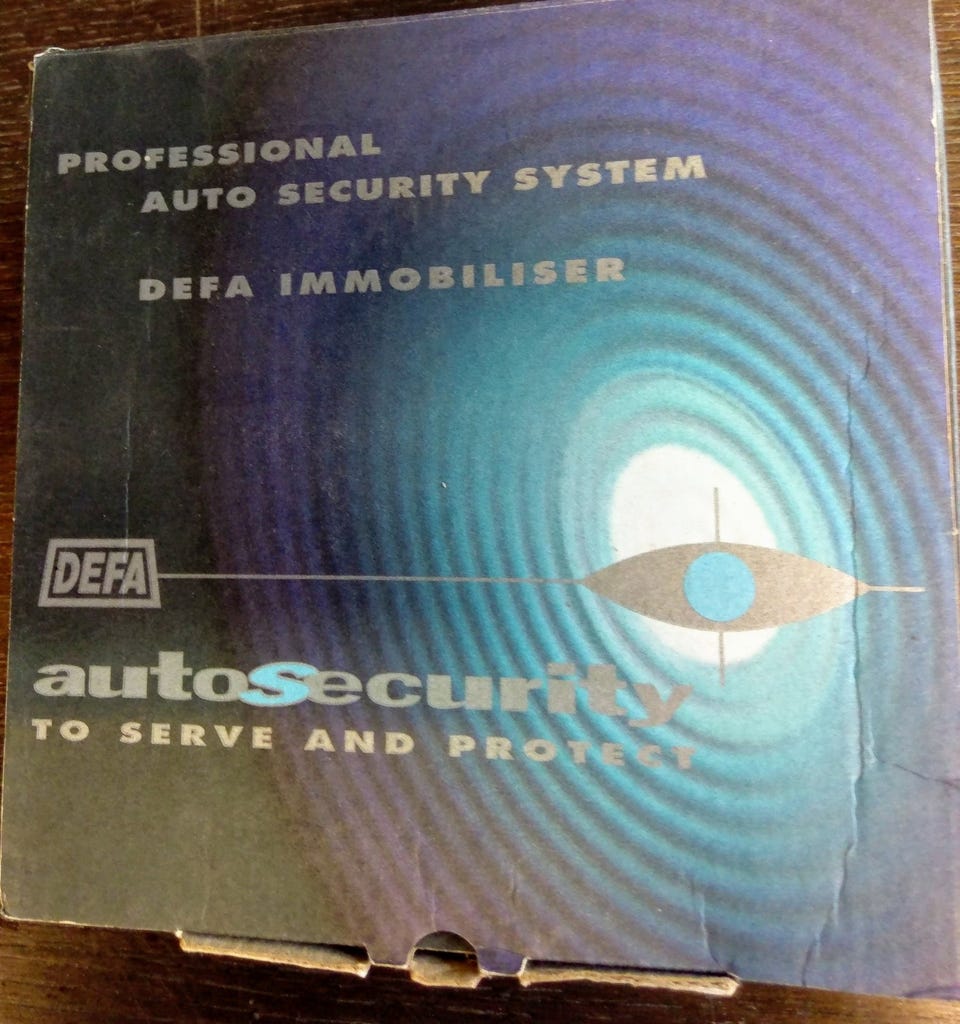 PROFESSIONAL
AUTO SECURITY SYSTEM
DEFA IMMOBILISER
DEFA
autosecurity
TO SERVE AND PROTECT